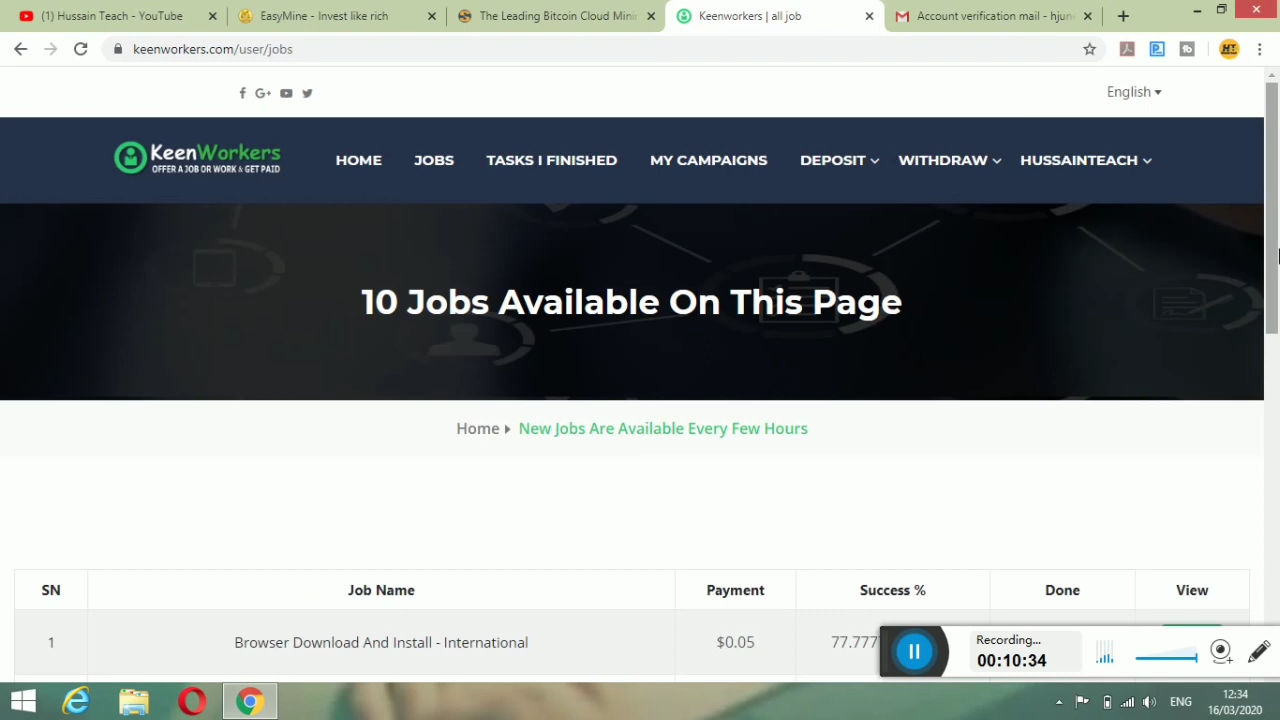 (1) Hussain Teach - YouTube
EasyMine - Invest like rich
The Leading Bitcoin Cloud Mini
Keenworkers | all job
Account verification mail - hjun
keenworkers.com/user/jobs
English
KeenWorkers
OFFER A JOB OR WORK & GET PAID
HOME
JOBS
TASKS I FINISHED
MY CAMPAIGNS
DEPOSIT
WITHDRAW
HUSSAINTEACH
10 Jobs Available On This Page
Home
New Jobs Are Available Every Few Hours
SN
Job Name
Payment
Success %
Done
View
1
Browser Download And Install - International
$0.05
77.777
Recording...
00:10:34
ENG
12:34
16/03/2020